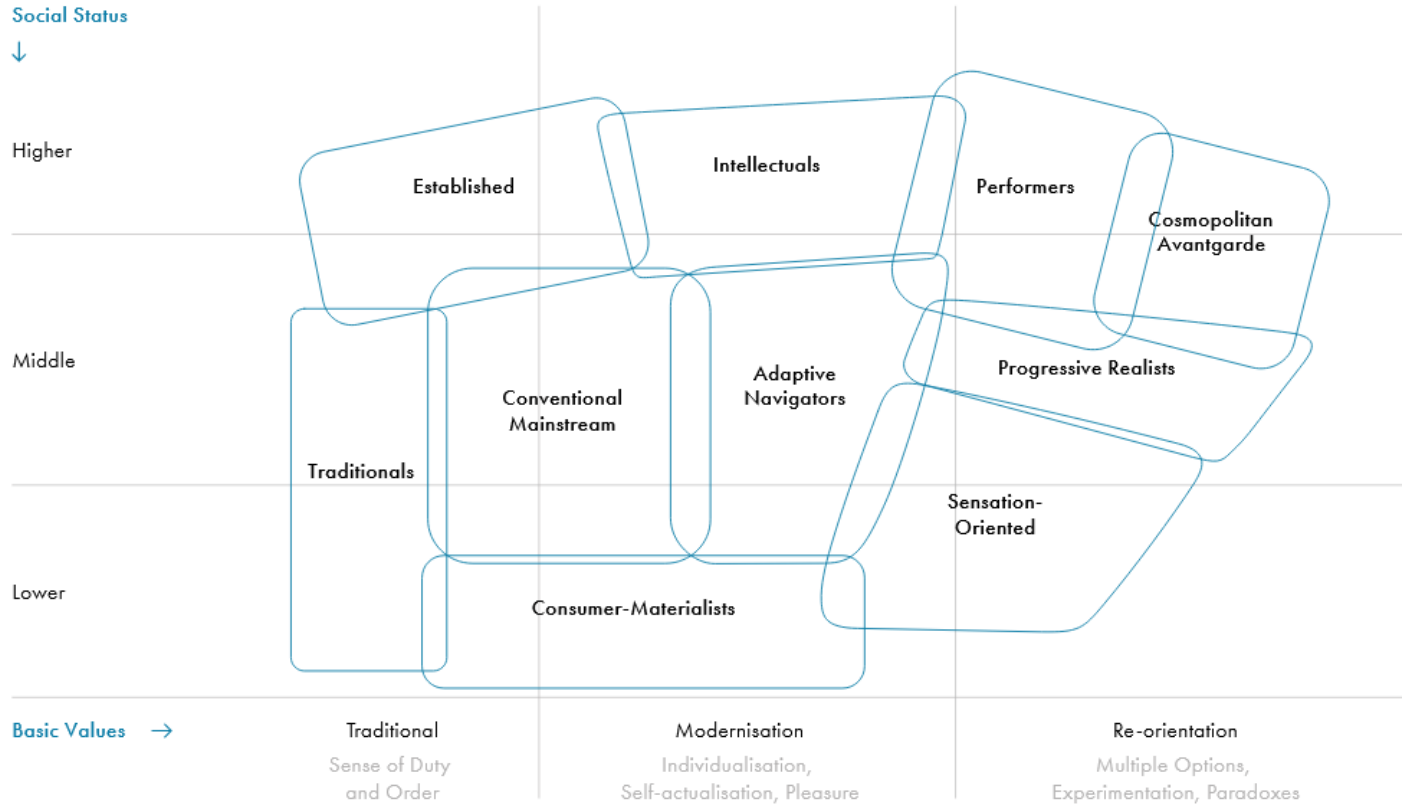 Social Status
↓
Higher
Established
Intellectuals
Performers
Cosmopolitan
Avantgarde
Middle
Conventional
Mainstream
Adaptive
Navigators
Progressive Realists
Traditionals
Sensation-
Oriented
Lower
Consumer-Materialists
Basic Values →
Traditional
Sense of Duty
and Order
Modernisation
Individualisation,
Self-actualisation, Pleasure
Re-orientation
Multiple Options,
Experimentation, Paradoxes